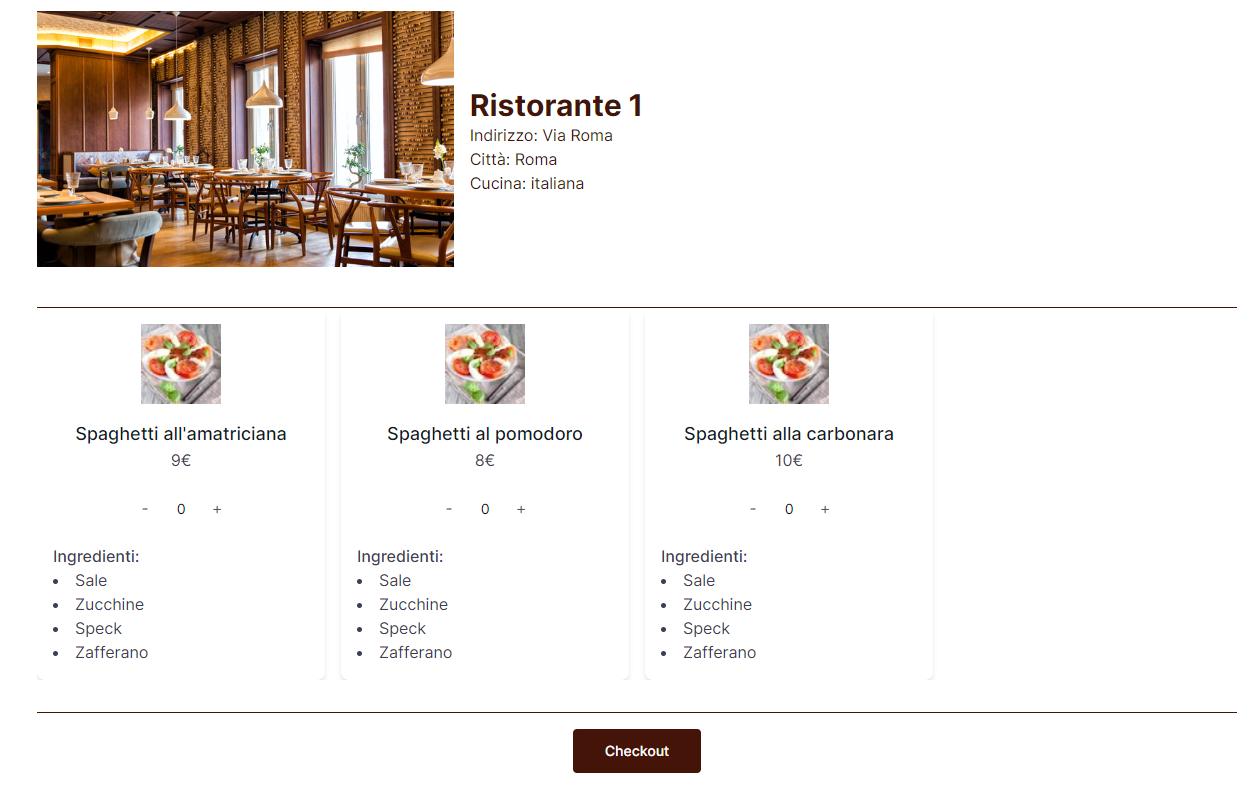 Ristorante 1
Indirizzo: Via Roma
Città: Roma
Cucina: italiana
Spaghetti all'amatriciana
9€
- 0 +
Ingredienti:
Sale
Zucchine
Speck
Zafferano
Spaghetti al pomodoro
8€
- 0 +
Ingredienti:
Sale
Zucchine
Speck
Zafferano
Spaghetti alla carbonara
10€
- 0 +
Ingredienti:
Sale
Zucchine
Speck
Zafferano
Checkout